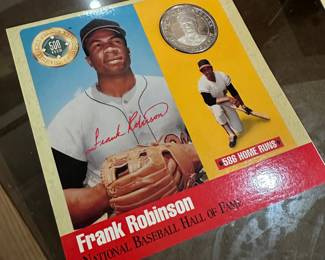 500
Frank Robinson
586 HOME RUNS
Frank Robinson
NATIONAL BASEBALL HALL OF FAME